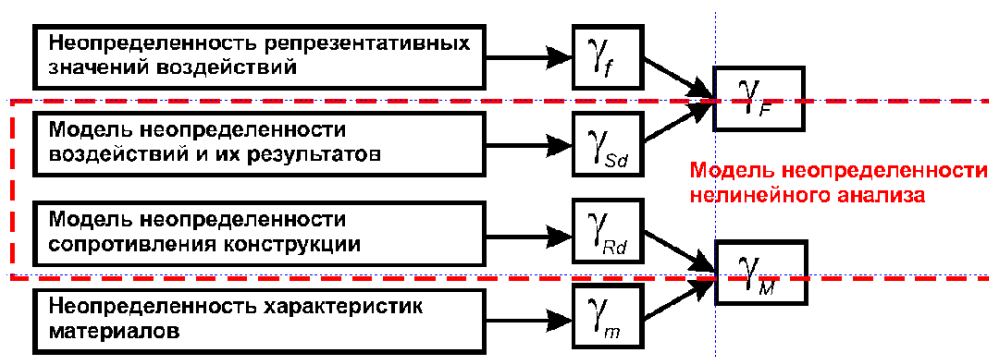 Неопределенность репрезентативных
значений воздействий
γf
γF
Модель неопределенности
воздействий и их результатов
γSd
Модель неопределенности
нелинейного анализа
Модель неопределенности
сопротивления конструкции
γRd
γM
Неопределенность характеристик
материалов
γm